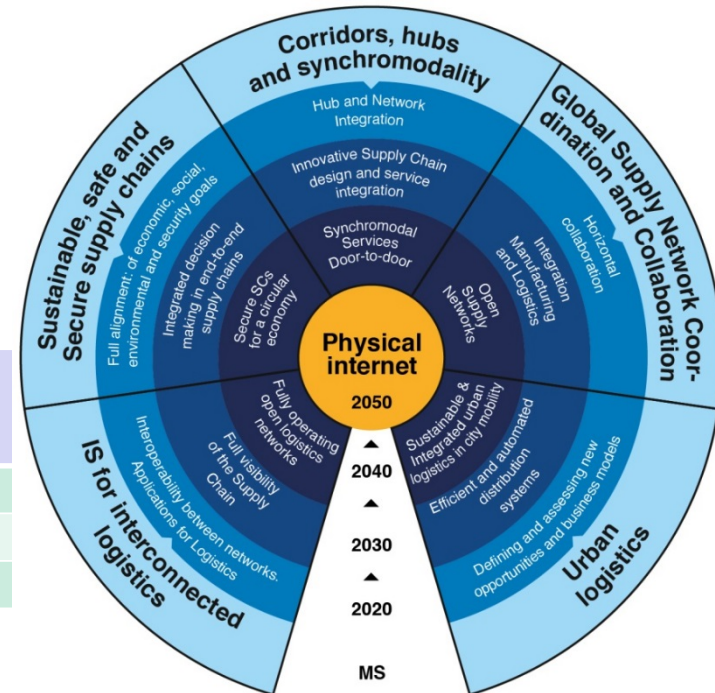 Corridors, hubs
and synchromodality
Hub and Network
Integration
Innovative Supply Chain
design and service
integration
Synchromodal
Services
Door-to-door
Global Supply Network Coor-
dination and Collaboration
Horizontal
collaboration
Integration
Manufacturing
and Logistics
Open
Supply
Networks
Urban
logistics
Defining and assessing new
opportunities and business models
Efficient and automated
distribution
systems
Sustainable &
Integrated urban
logistics in city mobility
Sustainable, safe and
Secure supply chains
Full alignment: of economic, social,
environmental and security goals
Integrated decision
making in end-to-end
supply chains
Secure SCs
for a circular
economy
IS for interconnected
logistics
Interoperability between networks.
Applications for Logistics
Full visibility
of the Supply
Chain
Fully operating
open logistics
networks
Physical
internet
2050
2040
2030
2020
MS